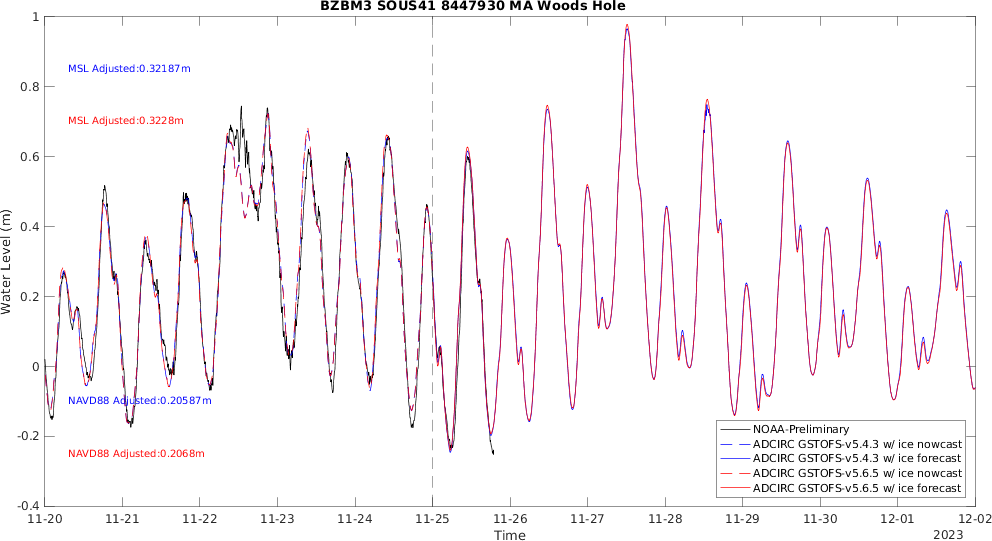 BZBM3 SOUS41 8447930 MA Woods Hole
1
0.8
0.6
0.4
0.2
0
-0.2
-0.4
Water Level (m)
MSL Adjusted:0.32187m
MSL Adjusted:0.3228m
NAVD88 Adjusted:0.20587m
NAVD88 Adjusted:0.2068m
NOAA-Preliminary
ADCIRC GSTOFS-v5.4.3 w/ ice nowcast
ADCIRC GSTOFS-v5.4.3 w/ ice forecast
ADCIRC GSTOFS-v5.6.5 w/ ice nowcast
ADCIRC GSTOFS-v5.6.5 w/ ice forecast
11-20 11-21 11-22 11-23 11-24 11-25 11-26 11-27 11-28 11-29 11-30 12-01 12-02
Time
2023